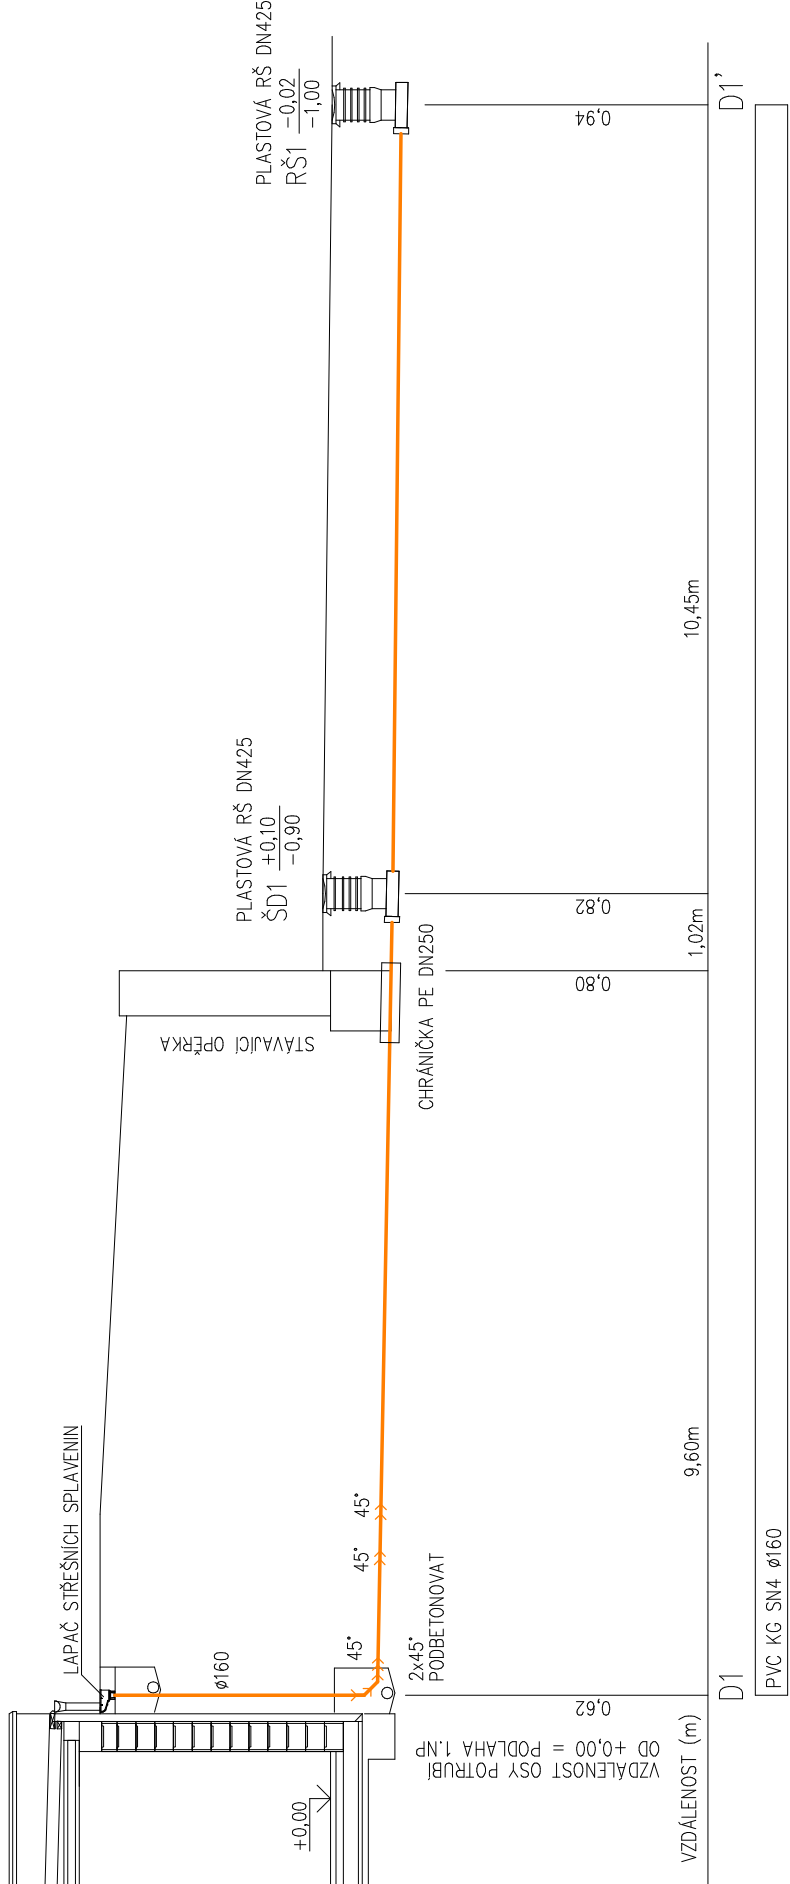 PLASTOVÁ RŠ DN425
RŠ1
-0,02
-1,00
D1'
0,94
10,45m
PLASTOVÁ RŠ DN425
ŠD1
+0,10
-0,90
0,82
1,02m
0,80
CHRÁNIČKA PE DN250
STÁVAJÍCÍ OPĚRKA
9,60m
LAPAČ STŘEŠNÍCH SPLAVENIN
45°
45°
45°
2x45°
PODBETONOVAT
ø160
D1
0,62
PVC KG SN4 ø160
VZDÁLENOST OSY POTRUBÍ
OD +0,00 = PODLAHA 1.NP
VZDÁLENOST (m)
+0,00